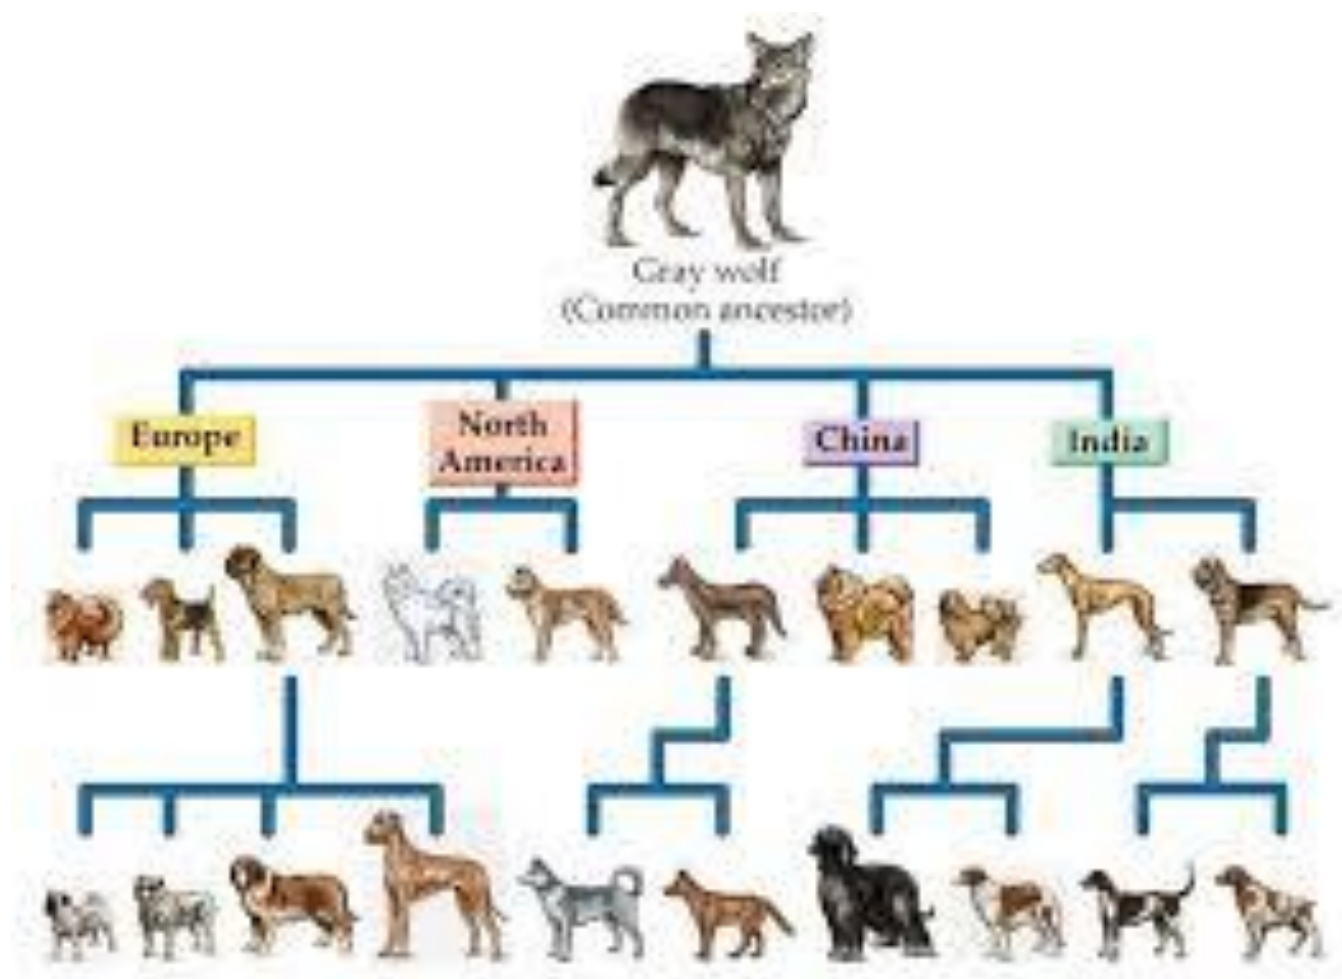 Gray wolf
(Common ancestor)
Europe
North
America
China
India